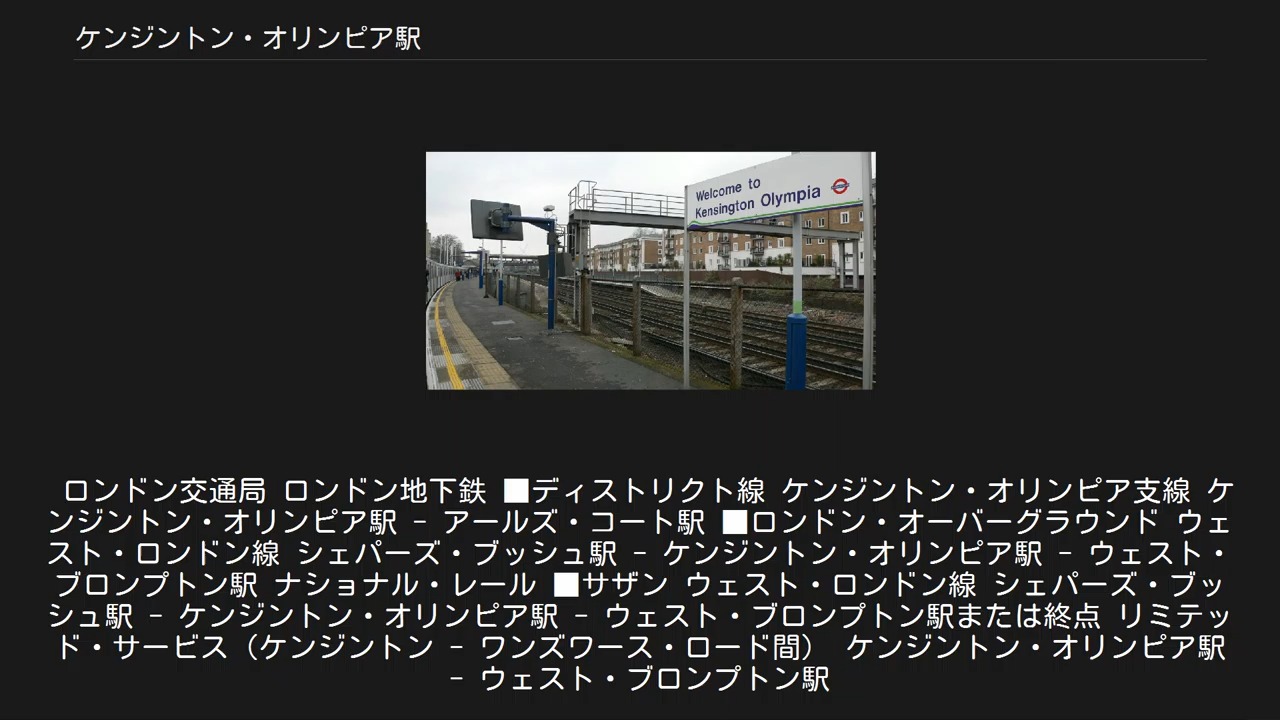 ケンジントン・オリンピア駅
Welcome to
Kensington Olympia
ロンドン交通局 ロンドン地下鉄 ■ディストリクト線 ケンジントン・オリンピア支線 ケ
ンジントン・オリンピア駅 - アールズ・コート駅 ■ロンドン・オーバーグラウンド ウェ
スト・ロンドン線 シェパーズ・ブッシュ駅 - ケンジントン・オリンピア駅 - ウェスト・
ブロンプトン駅 ナショナル・レール ■サザン ウェスト・ロンドン線 シェパーズ・ブッ
シュ駅 - ケンジントン・オリンピア駅 - ウェスト・ブロンプトン駅または終点 リミテッ
ド・サービス（ケンジントン - ワンズワース・ロード間） ケンジントン・オリンピア駅
- ウェスト・ブロンプトン駅